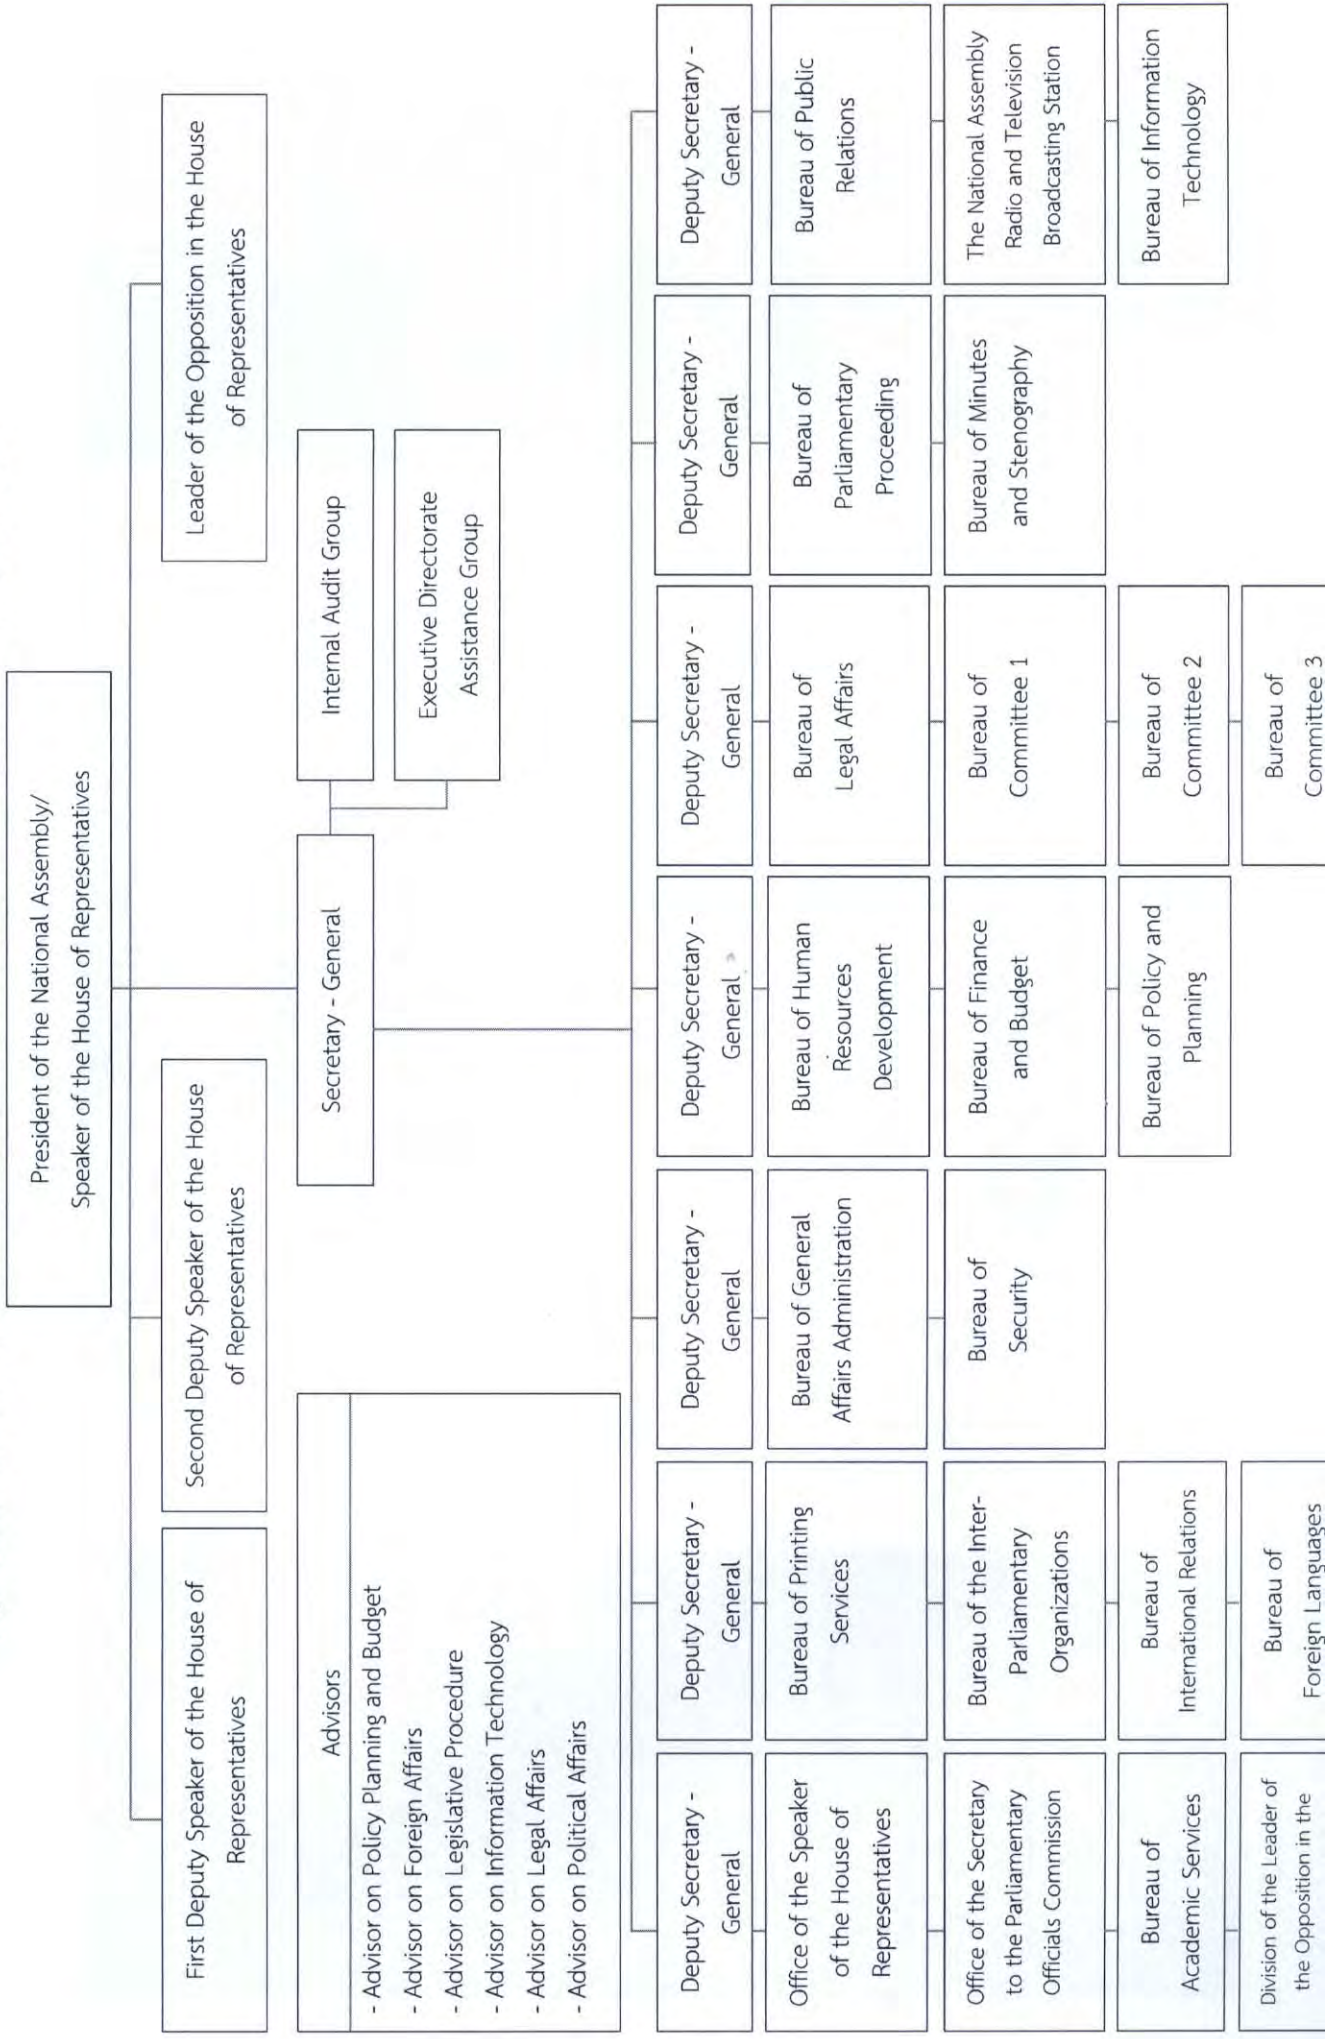 President of the National Assembly/
Speaker of the House of Representatives
First Deputy Speaker of the House of
Representatives
Second Deputy Speaker of the House
of Representatives
Leader of the Opposition in the House
of Representatives
Advisors
- Advisor on Policy Planning and Budget
- Advisor on Foreign Affairs
- Advisor on Legislative Procedure
- Advisor on Information Technology
- Advisor on Legal Affairs
- Advisor on Political Affairs
Secretary - General
Internal Audit Group
Executive Directorate
Assistance Group
Deputy Secretary -
General
Office of the Speaker
of the House of
Representatives
Office of the Secretary
to the Parliamentary
Officials Commission
Bureau of
Academic Services
Division of the Leader of
the Opposition in the
Deputy Secretary -
General
Bureau of Printing
Services
Bureau of the Inter-
Parliamentary
Organizations
Bureau of
International Relations
Bureau of
Foreign Languages
Deputy Secretary -
General
Bureau of General
Affairs Administration
Bureau of
Security
Deputy Secretary -
General
Bureau of Human
Resources
Development
Bureau of Finance
and Budget
Bureau of Policy and
Planning
Deputy Secretary -
General
Bureau of
Legal Affairs
Bureau of
Committee 1
Bureau of
Committee 2
Bureau of
Committee 3
Deputy Secretary -
General
Bureau of
Parliamentary
Proceeding
Bureau of Minutes
and Stenography
Deputy Secretary -
General
Bureau of Public
Relations
The National Assembly
Radio and Television
Broadcasting Station
Bureau of Information
Technology